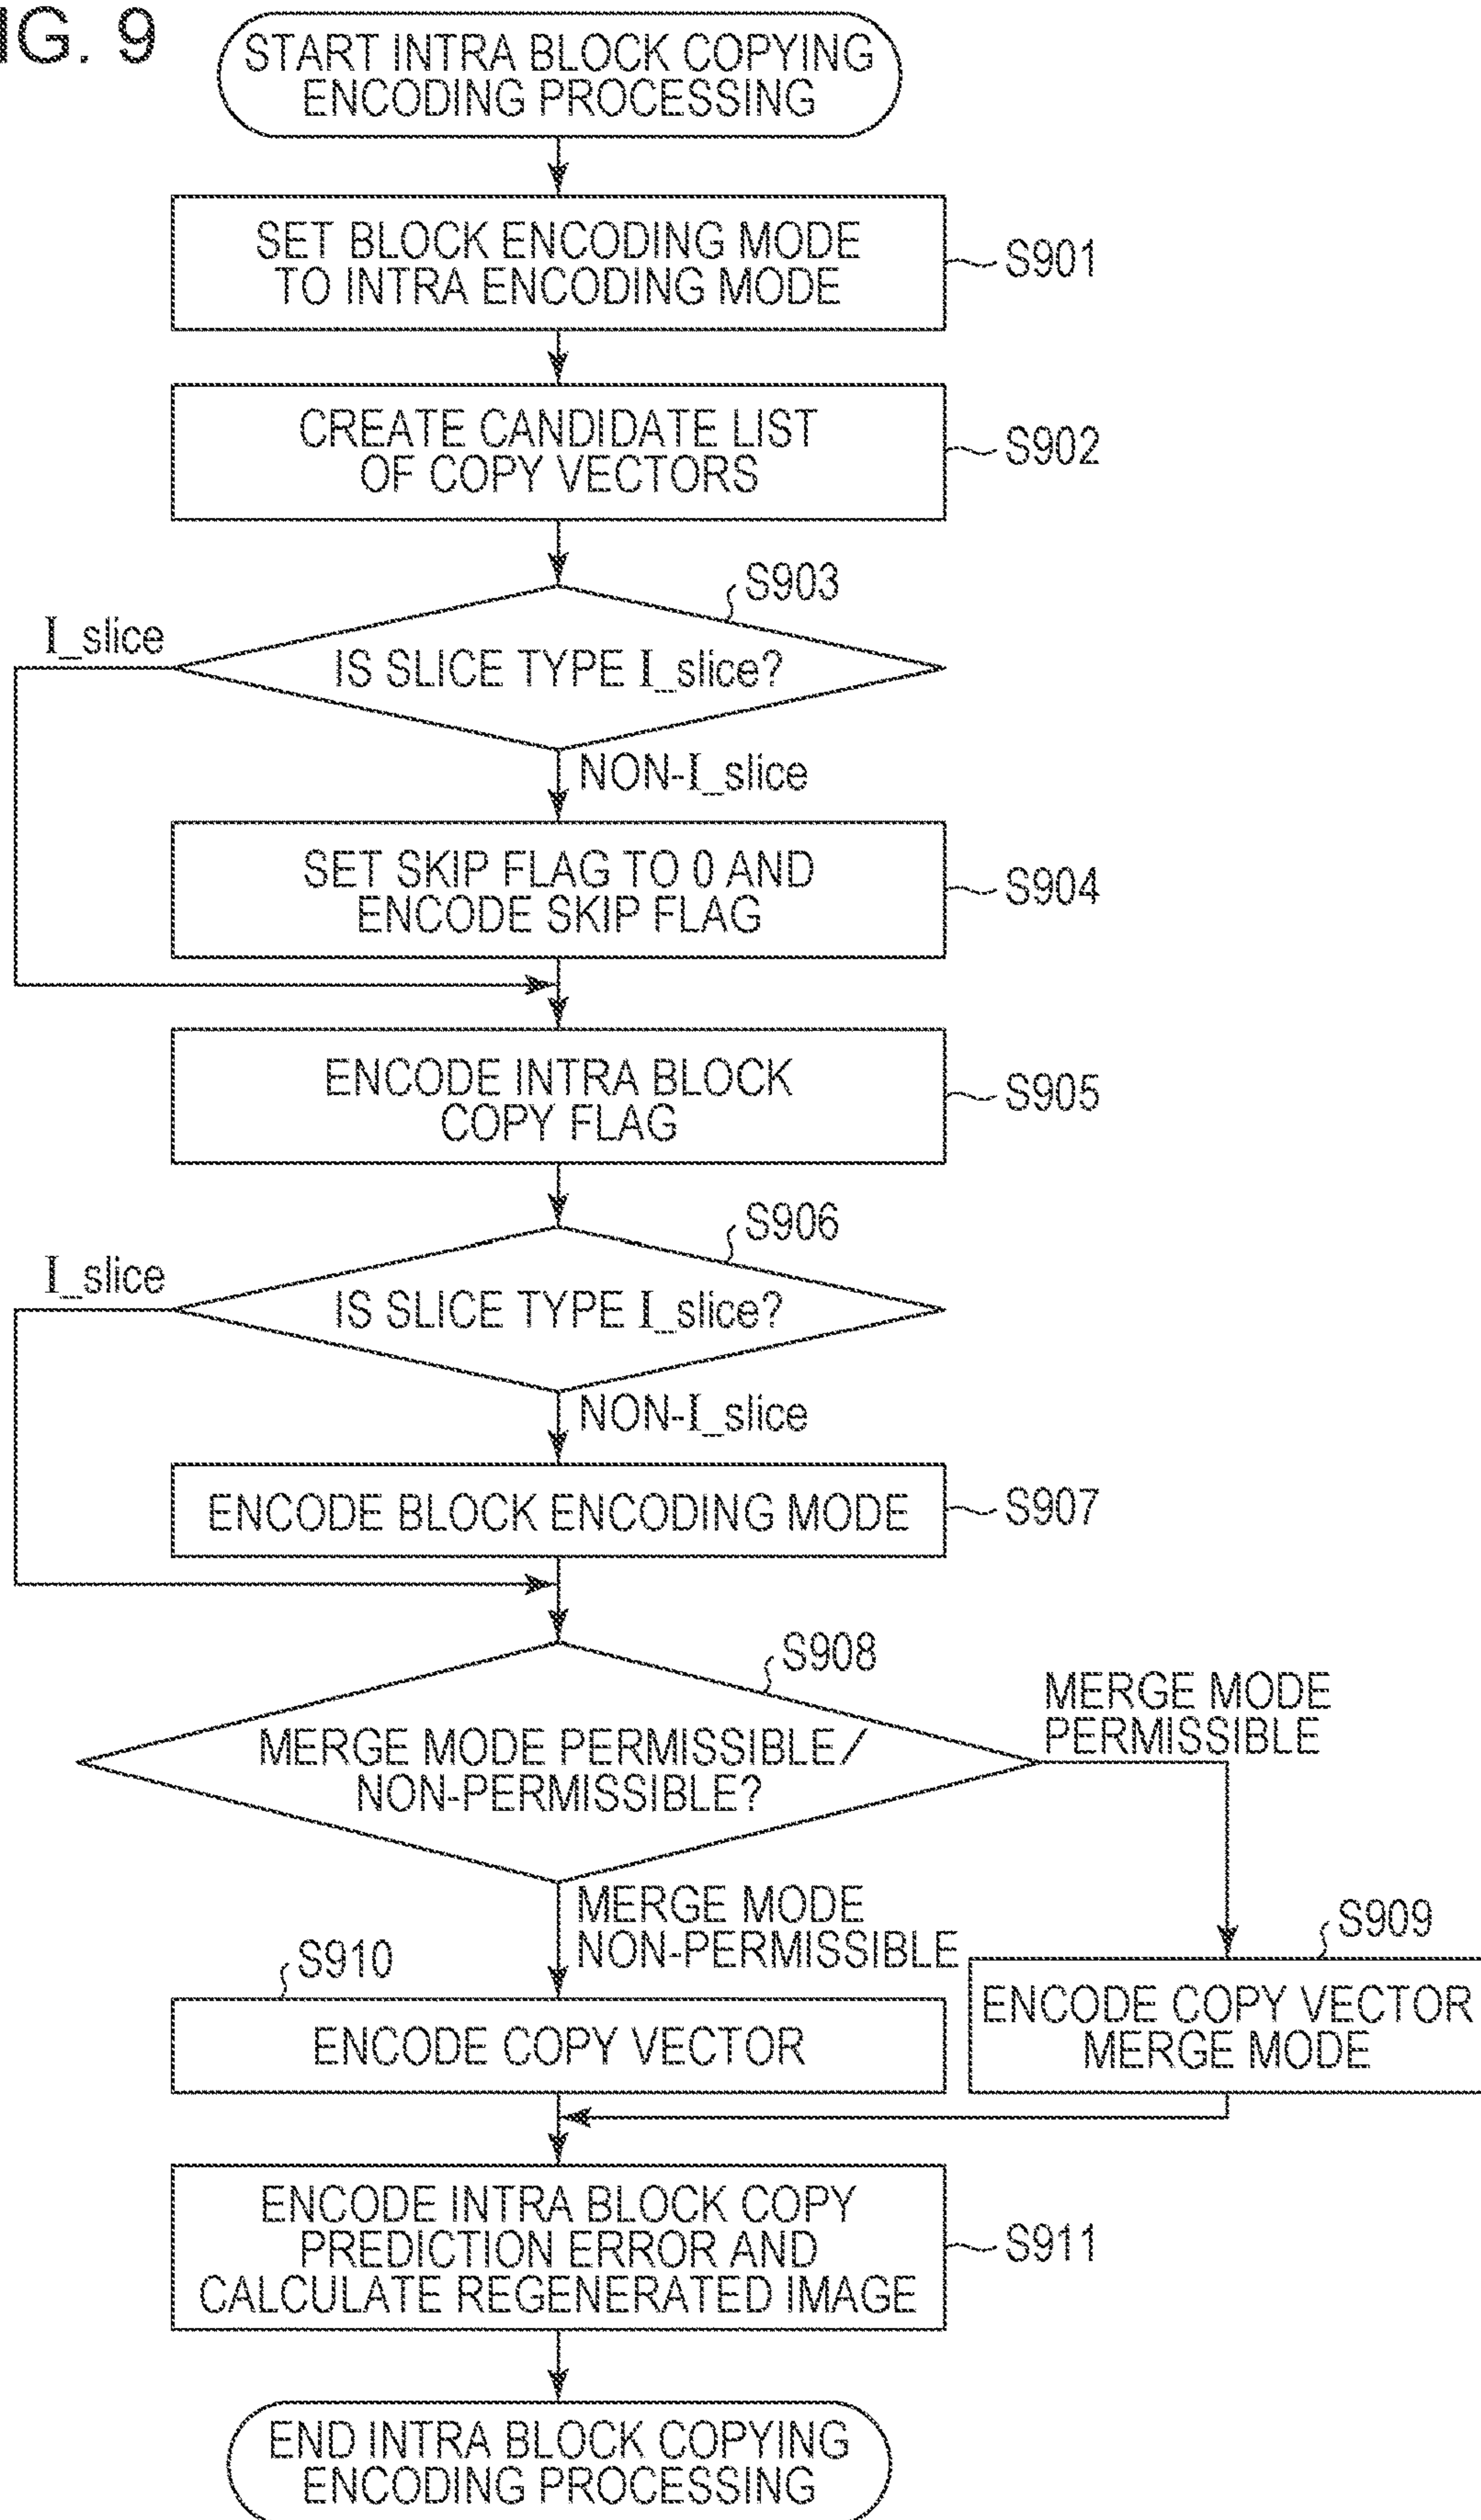 IG. 9
START INTRA BLOCK COPYING
ENCODING PROCESSING
SET BLOCK ENCODING MODE
TO INTRA ENCODING MODE
S901
CREATE CANDIDATE LIST
OF COPY VECTORS
S902
S903
I_slice
IS SLICE TYPE I_slice?
NON-I_slice
SET SKIP FLAG TO 0 AND
ENCODE SKIP FLAG
S904
ENCODE INTRA BLOCK
COPY FLAG
S905
S906
I_slice
IS SLICE TYPE I_slice?
NON-I_slice
ENCODE BLOCK ENCODING MODE
S907
S908
MERGE MODE PERMISSIBLE/
NON-PERMISSIBLE?
MERGE MODE
PERMISSIBLE
MERGE MODE
NON-PERMISSIBLE
S909
S910
ENCODE COPY VECTOR
ENCODE COPY VECTOR
MERGE MODE
ENCODE INTRA BLOCK COPY
PREDICTION ERROR AND
CALCULATE REGENERATED IMAGE
S911
END INTRA BLOCK COPYING
ENCODING PROCESSING